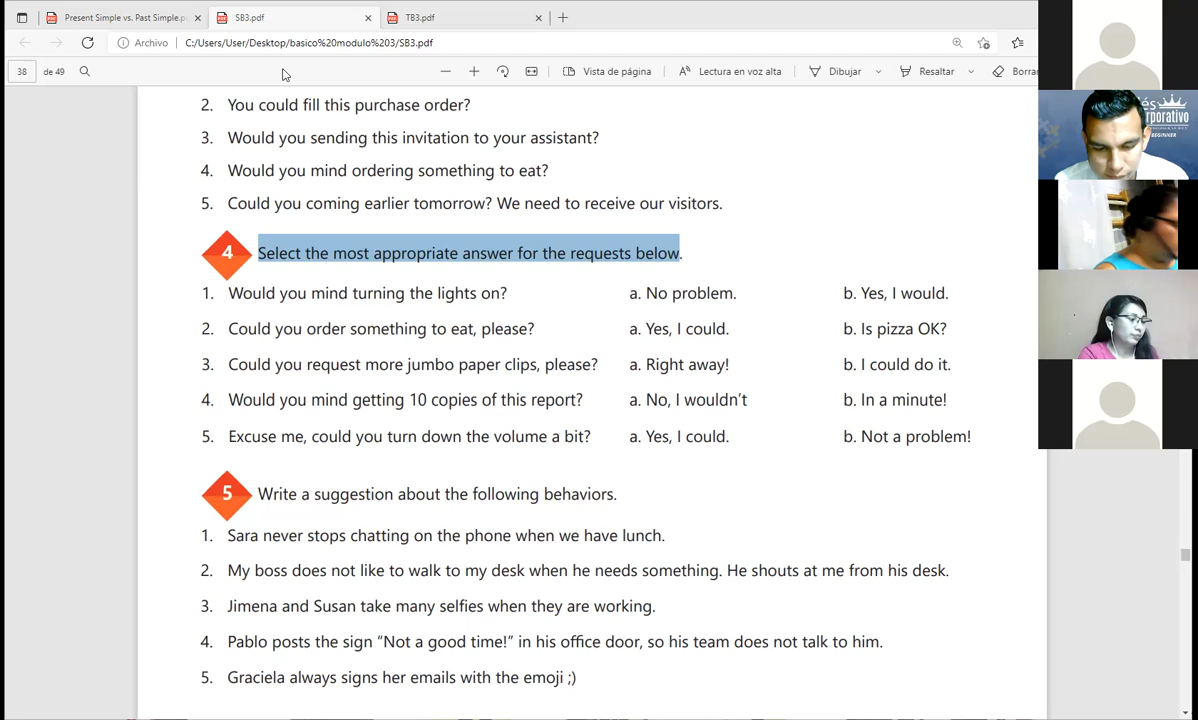 Present Simple vs. Past Simple.p
SB3.pdf
TB3.pdf
Archivo
C:/Users/User/Desktop/basico%20modulo%203/SB3.pdf
38
de 49
Vista de página
Lectura en voz alta
Dibujar
Resaltar
Borrar
2. You could fill this purchase order?
3. Would you sending this invitation to your assistant?
4. Would you mind ordering something to eat?
5. Could you coming earlier tomorrow? We need to receive our visitors.
4 Select the most appropriate answer for the requests below.
1. Would you mind turning the lights on? a. No problem. b. Yes, I would.
2. Could you order something to eat, please? a. Yes, I could. b. Is pizza OK?
3. Could you request more jumbo paper clips, please? a. Right away! b. I could do it.
4. Would you mind getting 10 copies of this report? a. No, I wouldn't b. In a minute!
5. Excuse me, could you turn down the volume a bit? a. Yes, I could. b. Not a problem!
5 Write a suggestion about the following behaviors.
1. Sara never stops chatting on the phone when we have lunch.
2. My boss does not like to walk to my desk when he needs something. He shouts at me from his desk.
3. Jimena and Susan take many selfies when they are working.
4. Pablo posts the sign “Not a good time!” in his office door, so his team does not talk to him.
5. Graciela always signs her emails with the emoji ;)
BEGINNER